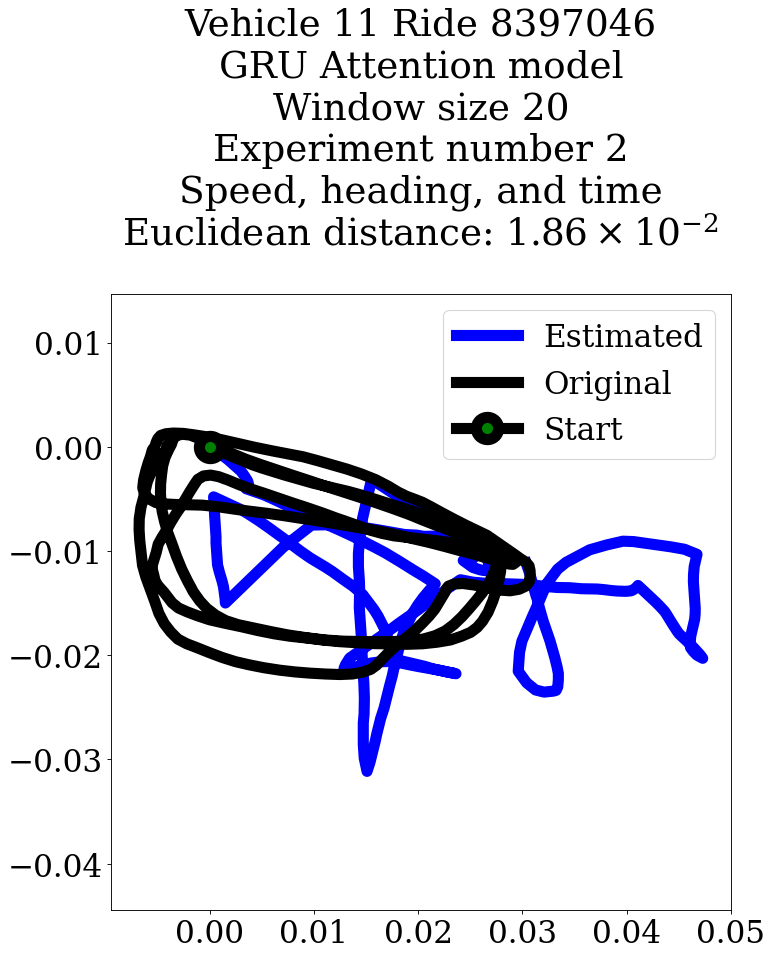 Vehicle 11 Ride 8397046
GRU Attention model
Window size 20
Experiment number 2
Speed, heading, and time
Euclidean distance: 1.86 × 10⁻²
Estimated
Original
Start
0.01
0.00
−0.01
−0.02
−0.03
−0.04
0.00 0.01 0.02 0.03 0.04 0.05